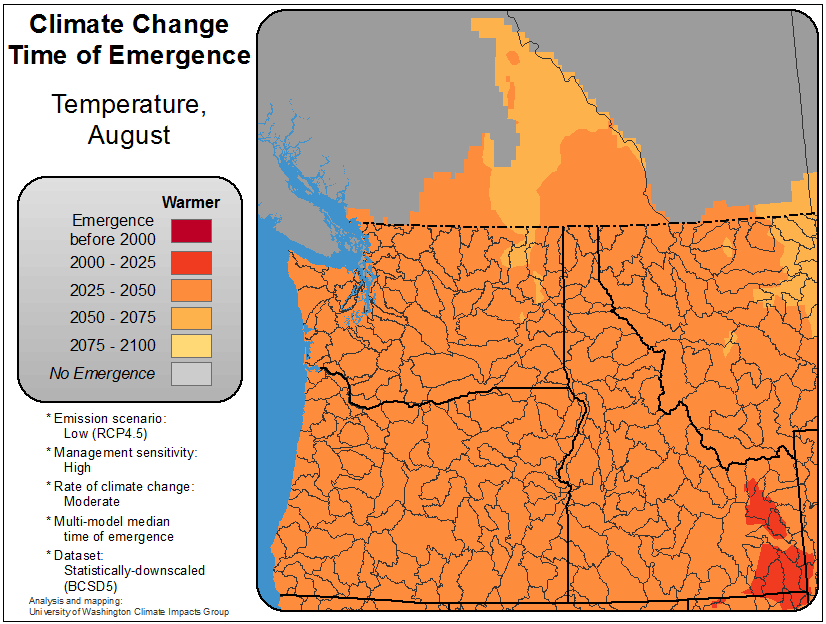 Climate Change
Time of Emergence
Temperature,
August
Warmer
Emergence
before 2000
2000 - 2025
2025 - 2050
2050 - 2075
2075 - 2100
No Emergence
* Emission scenario:
Low (RCP4.5)
* Management sensitivity:
High
* Rate of climate change:
Moderate
* Multi-model median
time of emergence
* Dataset:
Statistically-downscaled
(BCSD5)
Analysis and mapping:
University of Washington Climate Impacts Group